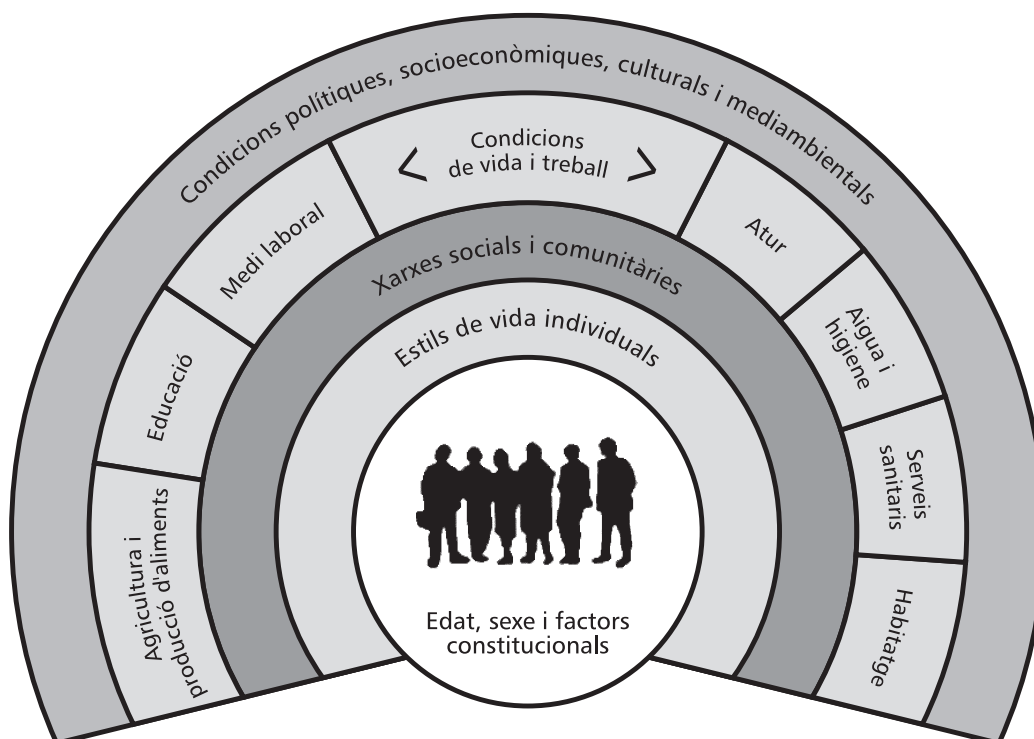 Condicions polítiques, socioeconòmiques, culturals i mediambientals
Condicions
de vida i treball
Medi laboral
Atur
Xarxes socials i comunitàries
Educació
Aigua i
higiene
Estils de vida individuals
Agricultura i
producció d'aliments
Serveis
sanitaris
Habitatge
Edat, sexe i factors
constitucionals